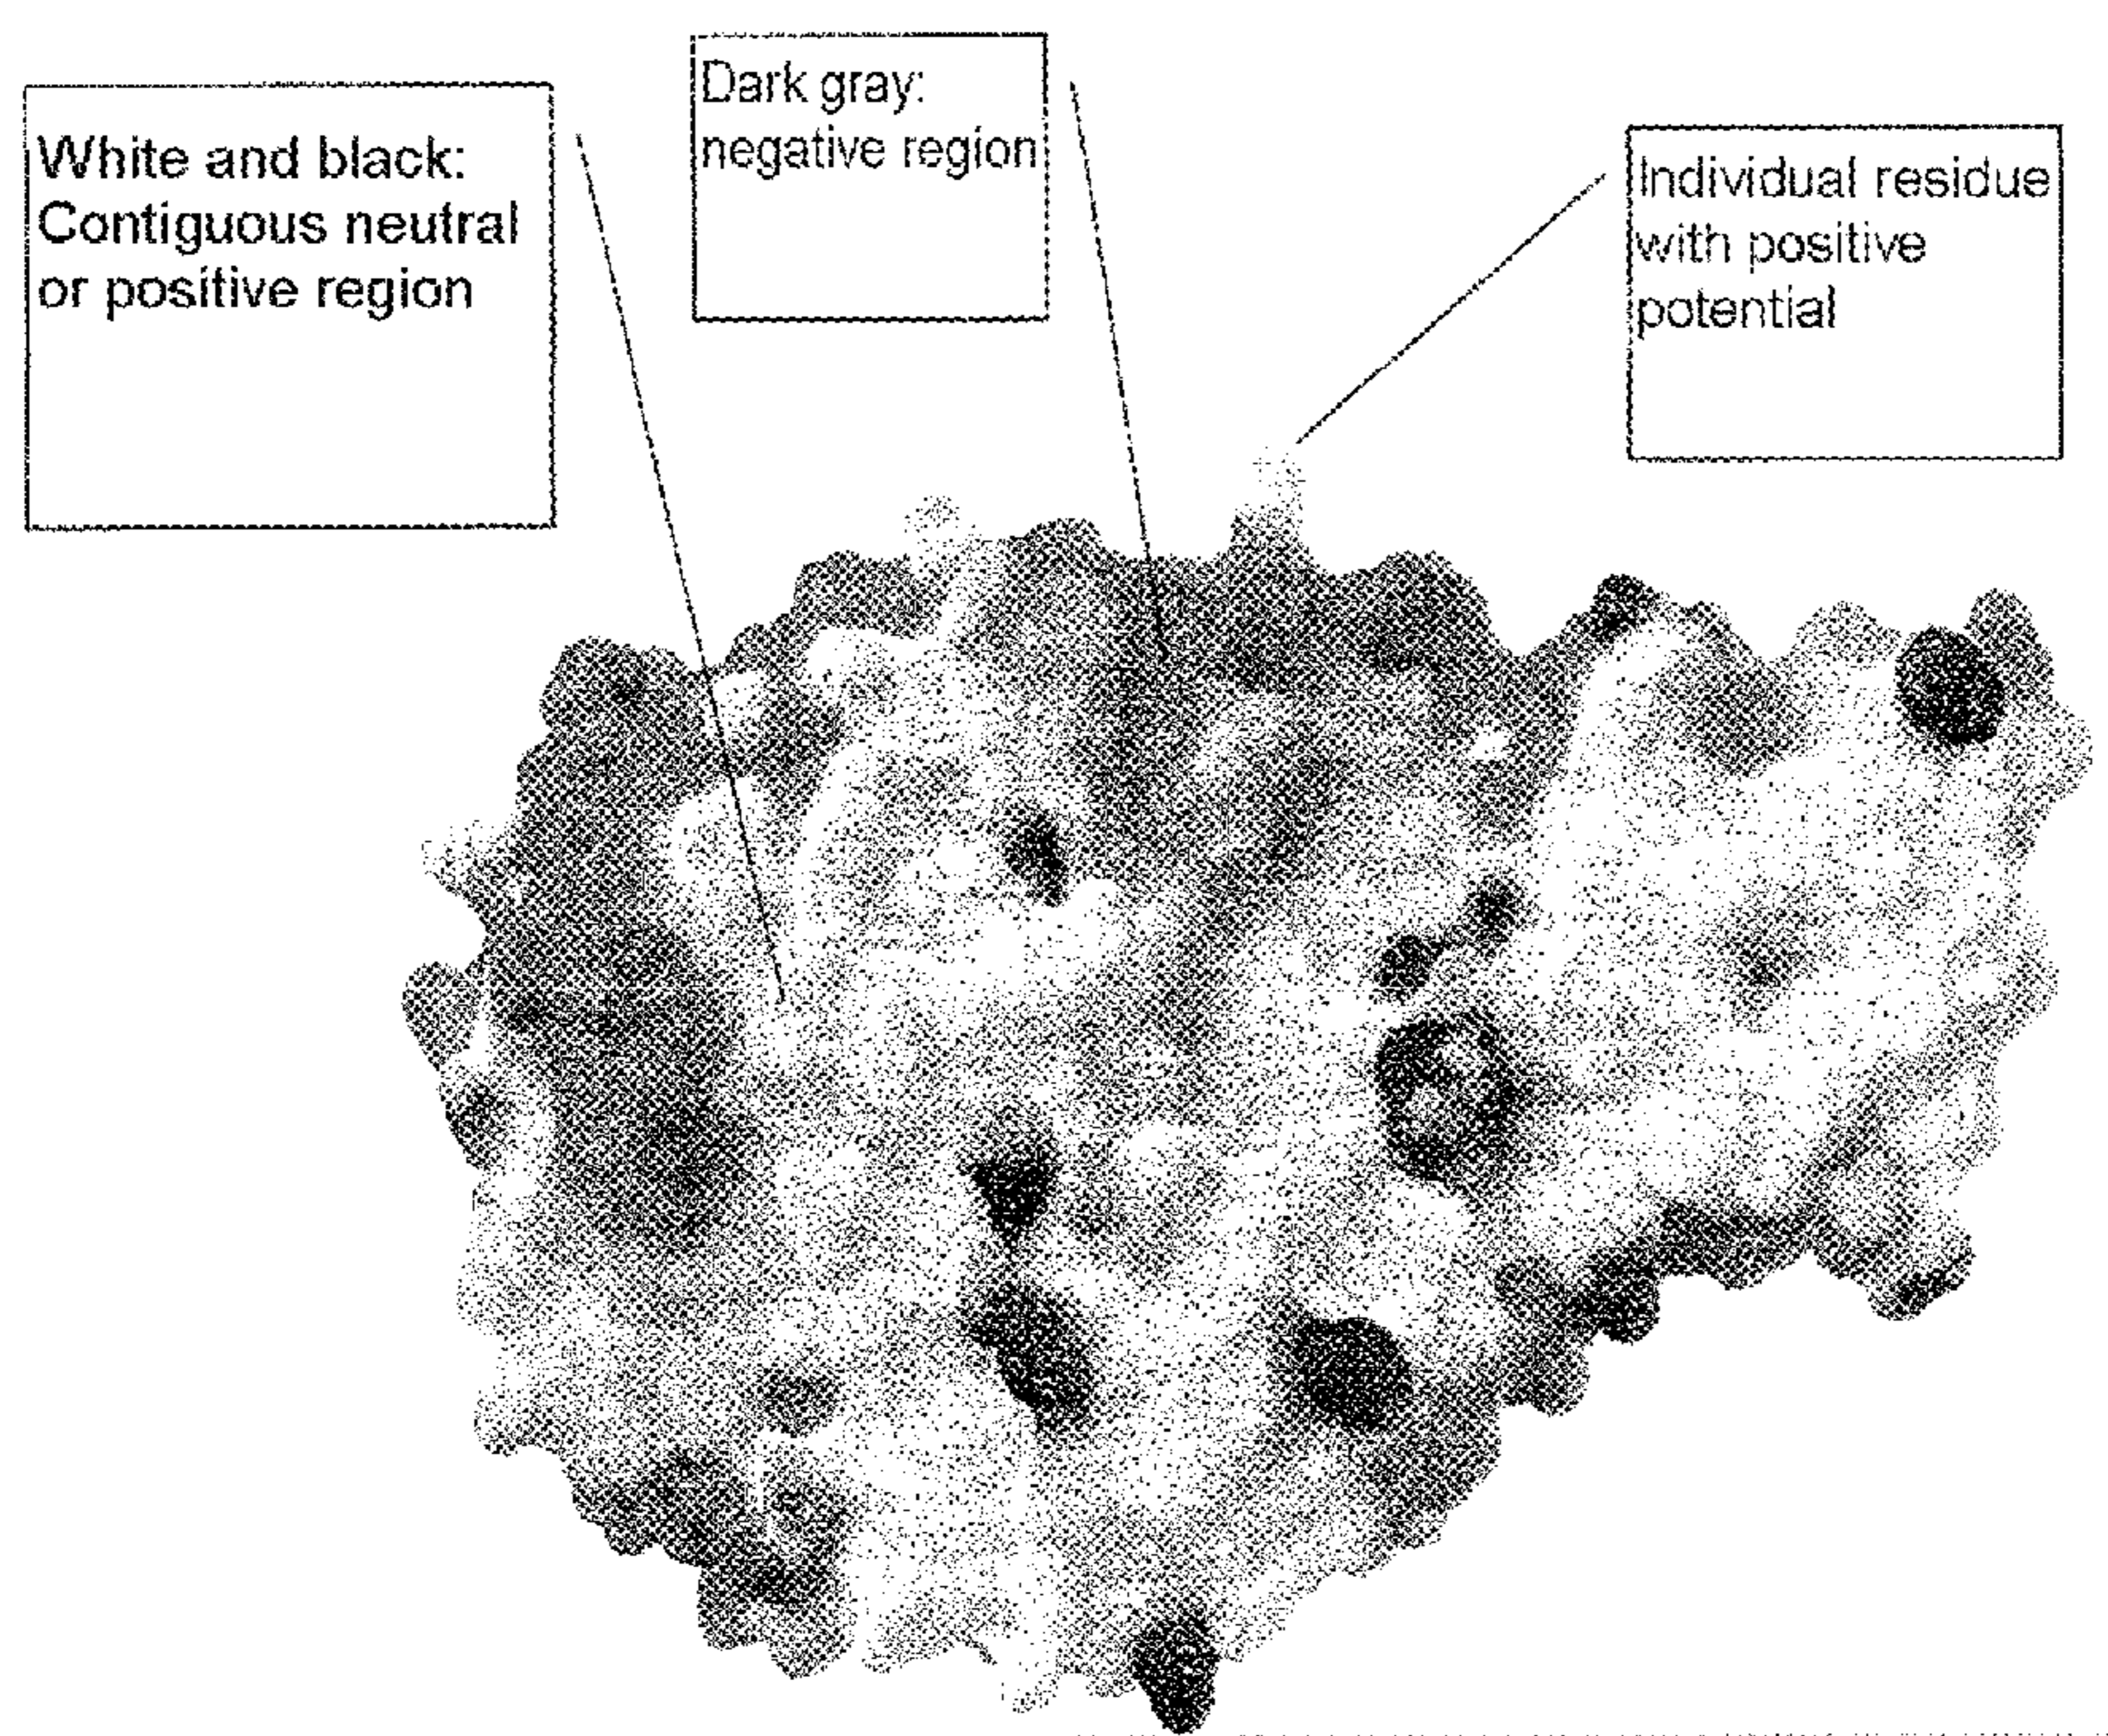 White and black:
Contiguous neutral
or positive region
Dark gray:
negative region
Individual residue
with positive
potential